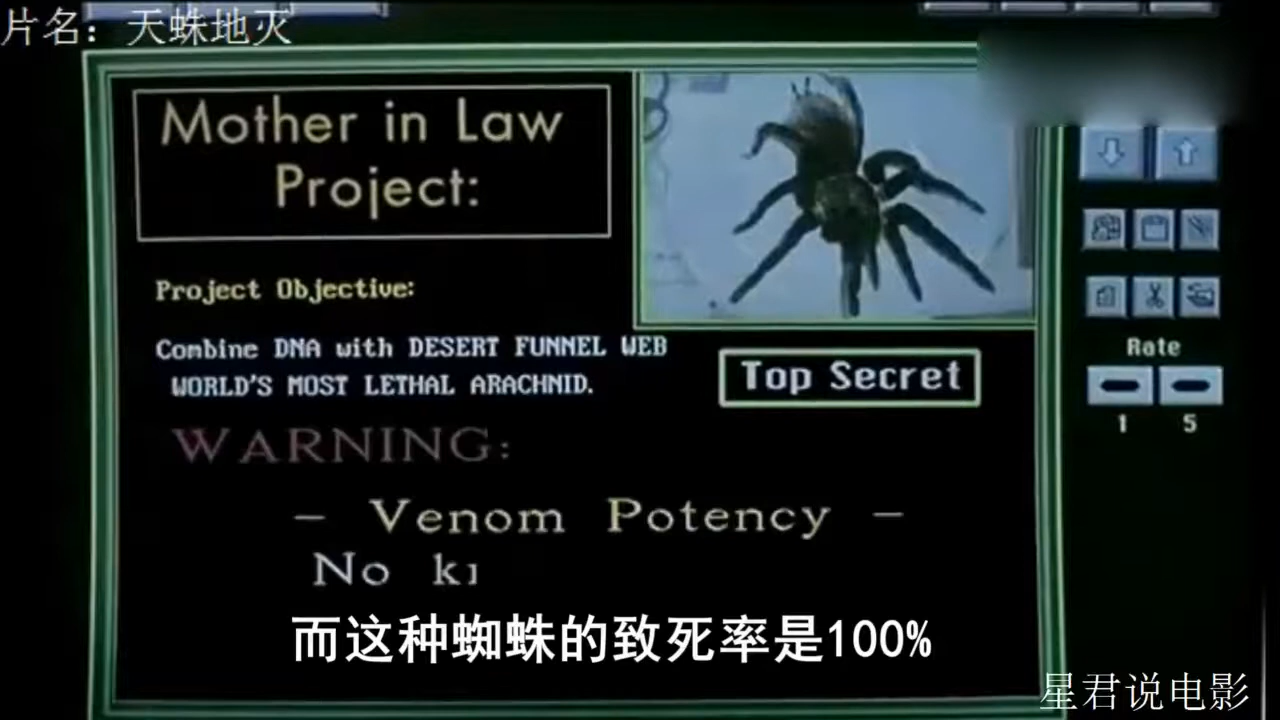 片名：天蛛地灭
Mother in Law
Project:
Project Objective:
Combine DNA with DESERT FUNNEL WEB
WORLD'S MOST LETHAL ARACHNID.
Top Secret
Rate
1 5
WARNING:
- Venom Potency -
No ki
而这种蜘蛛的致死率是100%
星君说电影